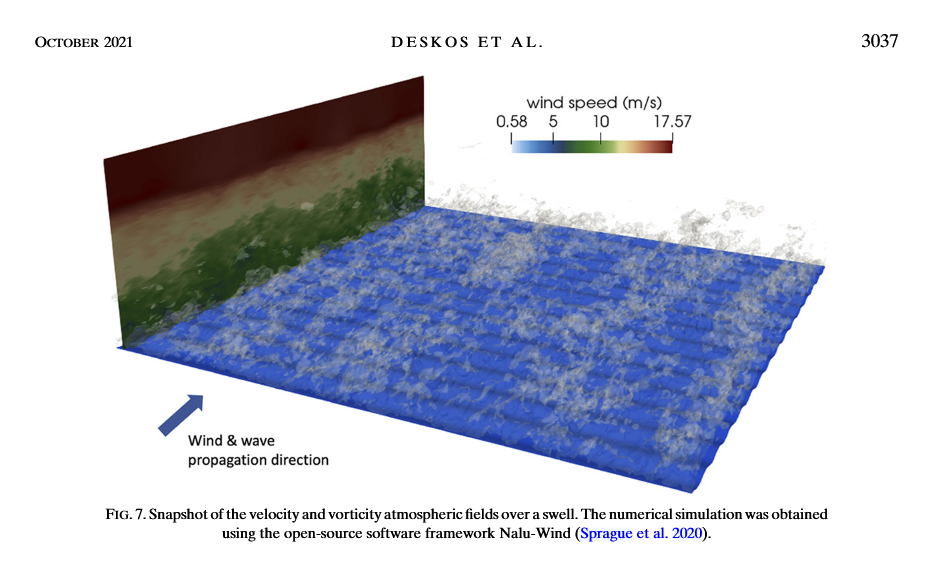 OCTOBER 2021
DESKOS ET AL.
3037
wind speed (m/s)
0.58 5 10 17.57
Wind & wave
propagation direction
FIG. 7. Snapshot of the velocity and vorticity atmospheric fields over a swell. The numerical simulation was obtained
using the open-source software framework Nalu-Wind (Sprague et al. 2020).